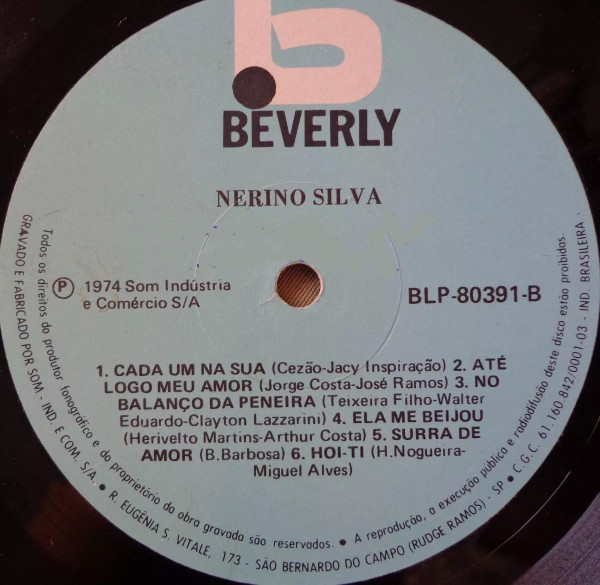 b
BEVERLY
NERINO SILVA
℗ 1974 Som Indústria
e Comércio S/A
BLP-80391-B
1. CADA UM NA SUA (Cezão-Jacy Inspiração) 2. ATÉ
LOGO MEU AMOR (Jorge Costa-José Ramos) 3. NO
BALANÇO DA PENEIRA (Teixeira Filho-Walter
Eduardo-Clayton Lazzarini) 4. ELA ME BEIJOU
(Herivelto Martins-Arthur Costa) 5. SURRA DE
AMOR (B.Barbosa) 6. HOI-TI (H.Nogueira-
Miguel Alves)
Todos os direitos do produtor fonográfico e do proprietário da obra gravada são reservados. • A reprodução, a execução pública e radiodifusão deste disco estão proibidos.
GRAVADO E FABRICADO POR SOM - IND. E COM. S/A. • R. EUGÊNIA S. VITALE, 173 - SÃO BERNARDO DO CAMPO (RUDGE RAMOS) - SP • C.G.C. 61.160.842/0001-03 - IND. BRASILEIRA